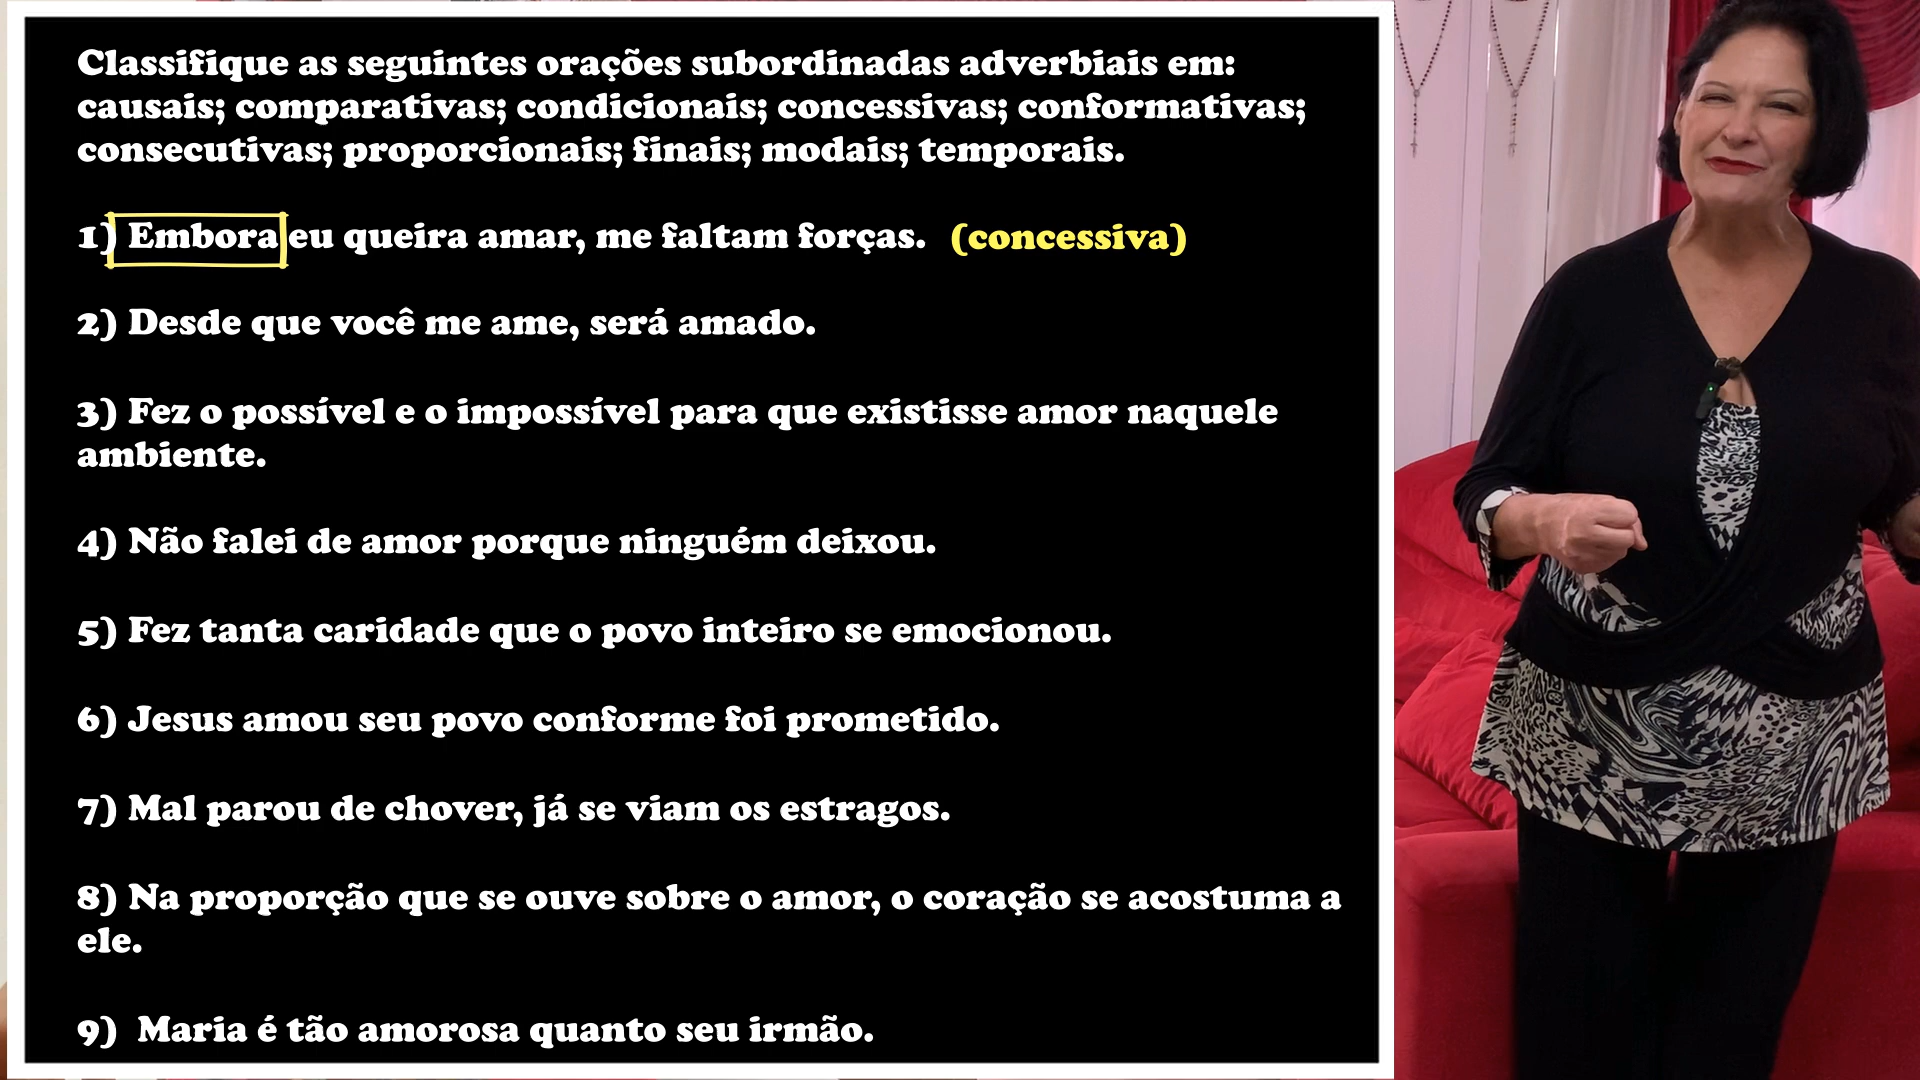 Classifique as seguintes orações subordinadas adverbiais em:
causais; comparativas; condicionais; concessivas; conformativas;
consecutivas; proporcionais; finais; modais; temporais.
1) Embora eu queira amar, me faltam forças. (concessiva)
2) Desde que você me ame, será amado.
3) Fez o possível e o impossível para que existisse amor naquele
ambiente.
4) Não falei de amor porque ninguém deixou.
5) Fez tanta caridade que o povo inteiro se emocionou.
6) Jesus amou seu povo conforme foi prometido.
7) Mal parou de chover, já se viam os estragos.
8) Na proporção que se ouve sobre o amor, o coração se acostuma a
ele.
9) Maria é tão amorosa quanto seu irmão.